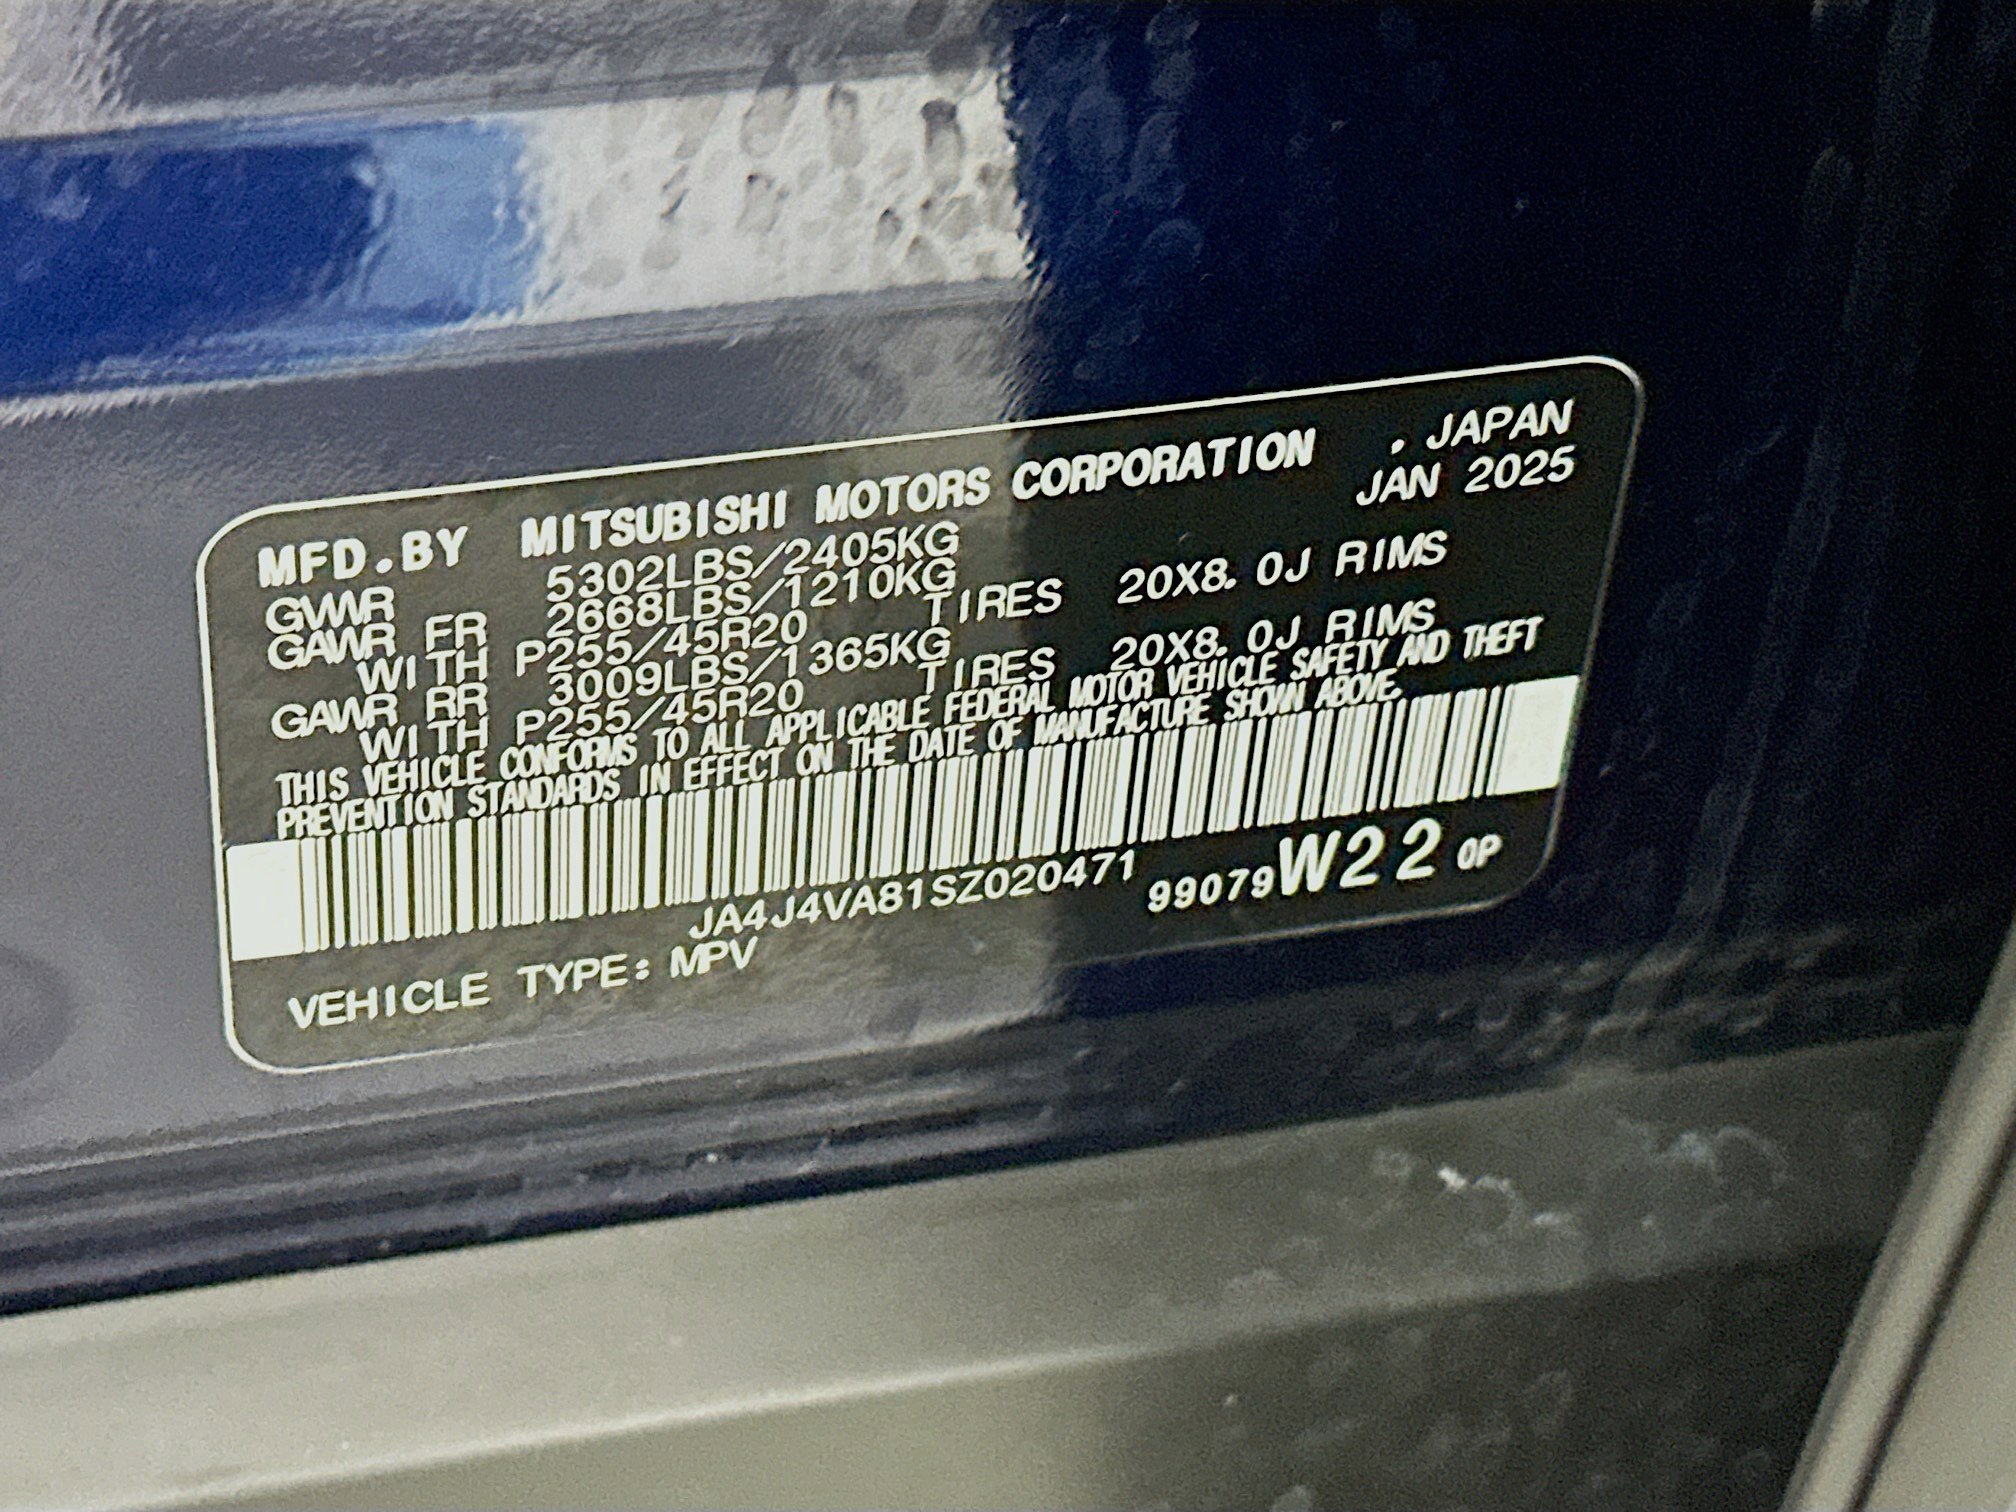 MFD.BY MITSUBISHI MOTORS CORPORATION , JAPAN
GVWR 5302LBS/2405KG JAN 2025
GAWR FR 2668LBS/1210KG
WITH P255/45R20 TIRES 20X8.0J RIMS
GAWR RR 3009LBS/1365KG
WITH P255/45R20 TIRES 20X8.0J RIMS
THIS VEHICLE CONFORMS TO ALL APPLICABLE FEDERAL MOTOR VEHICLE SAFETY AND THEFT
PREVENTION STANDARDS IN EFFECT ON THE DATE OF MANUFACTURE SHOWN ABOVE.
JA4J4VA81SZ020471 99079W22 0P
VEHICLE TYPE: MPV